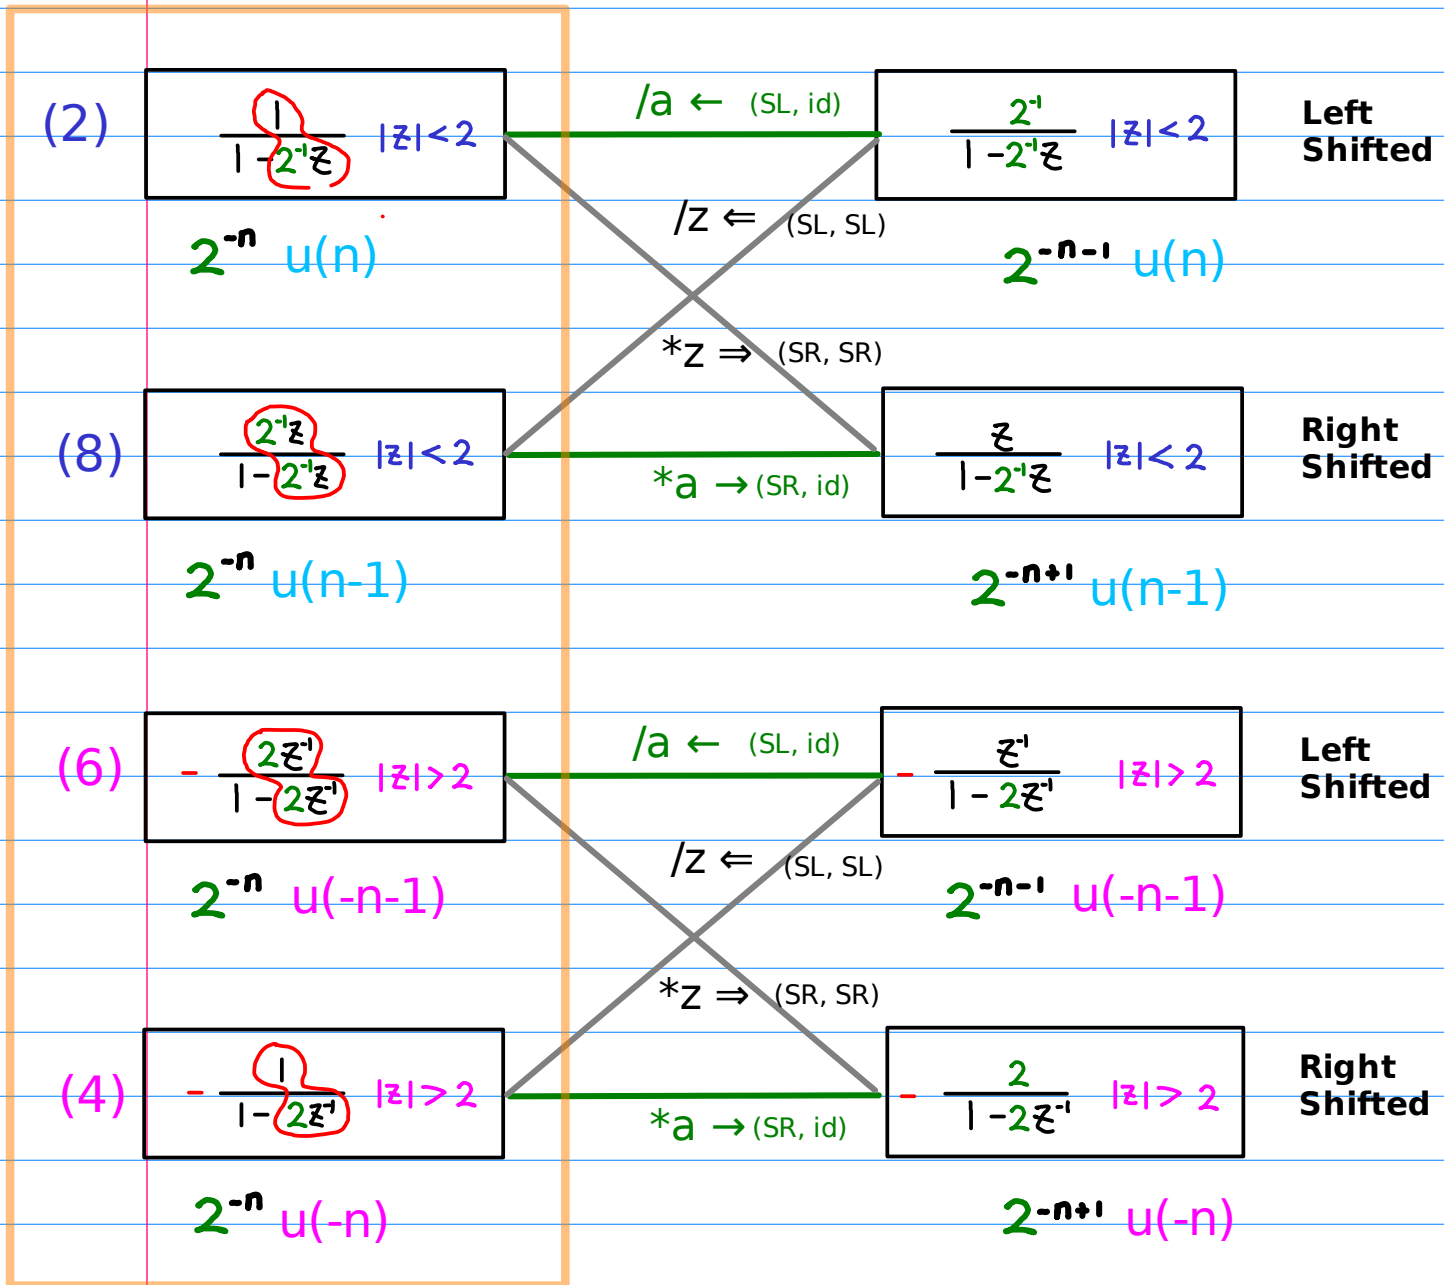 (2) 1 / 1 - 2⁻¹z |z| < 2 /a ← (SL, id) 2⁻¹ / 1 - 2⁻¹z |z| < 2 Left Shifted
/z ⇐ (SL, SL)
2⁻ⁿ u(n) 2⁻ⁿ⁻¹ u(n)
*z ⇒ (SR, SR)
(8) 2⁻¹z / 1 - 2⁻¹z |z| < 2 *a → (SR, id) z / 1 - 2⁻¹z |z| < 2 Right Shifted
2⁻ⁿ u(n-1) 2⁻ⁿ⁺¹ u(n-1)
(6) - 2z⁻¹ / 1 - 2z⁻¹ |z| > 2 /a ← (SL, id) - z⁻¹ / 1 - 2z⁻¹ |z| > 2 Left Shifted
/z ⇐ (SL, SL)
2⁻ⁿ u(-n-1) 2⁻ⁿ⁻¹ u(-n-1)
*z ⇒ (SR, SR)
(4) - 1 / 1 - 2z⁻¹ |z| > 2 *a → (SR, id) - 2 / 1 - 2z⁻¹ |z| > 2 Right Shifted
2⁻ⁿ u(-n) 2⁻ⁿ⁺¹ u(-n)